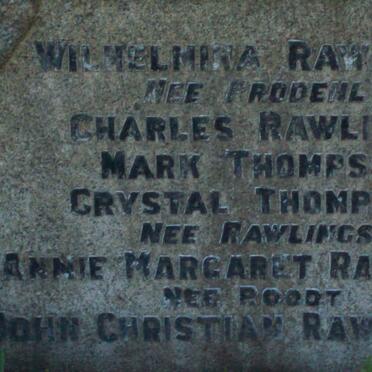 WILHELMINA RAW
NEE PRODEHL
CHARLES RAWLI
MARK THOMPS
CRYSTAL THOMP
NEE RAWLINGS
ANNIE MARGARET RA
NEE ROODT
JOHN CHRISTIAN RAW